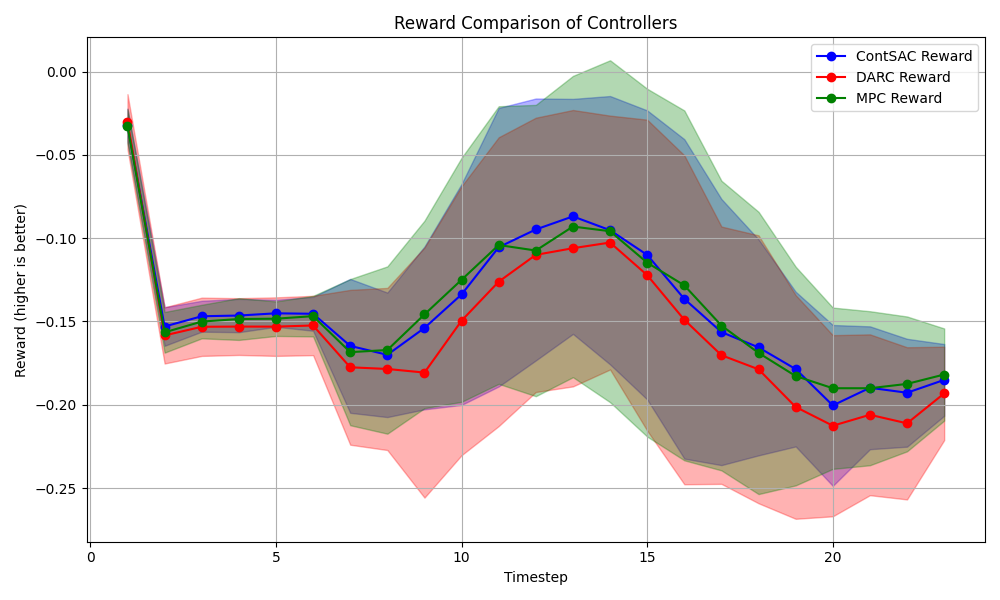 Reward Comparison of Controllers
ContSAC Reward
DARC Reward
MPC Reward
Reward (higher is better)
0.00
−0.05
−0.10
−0.15
−0.20
−0.25
0 5 10 15 20
Timestep